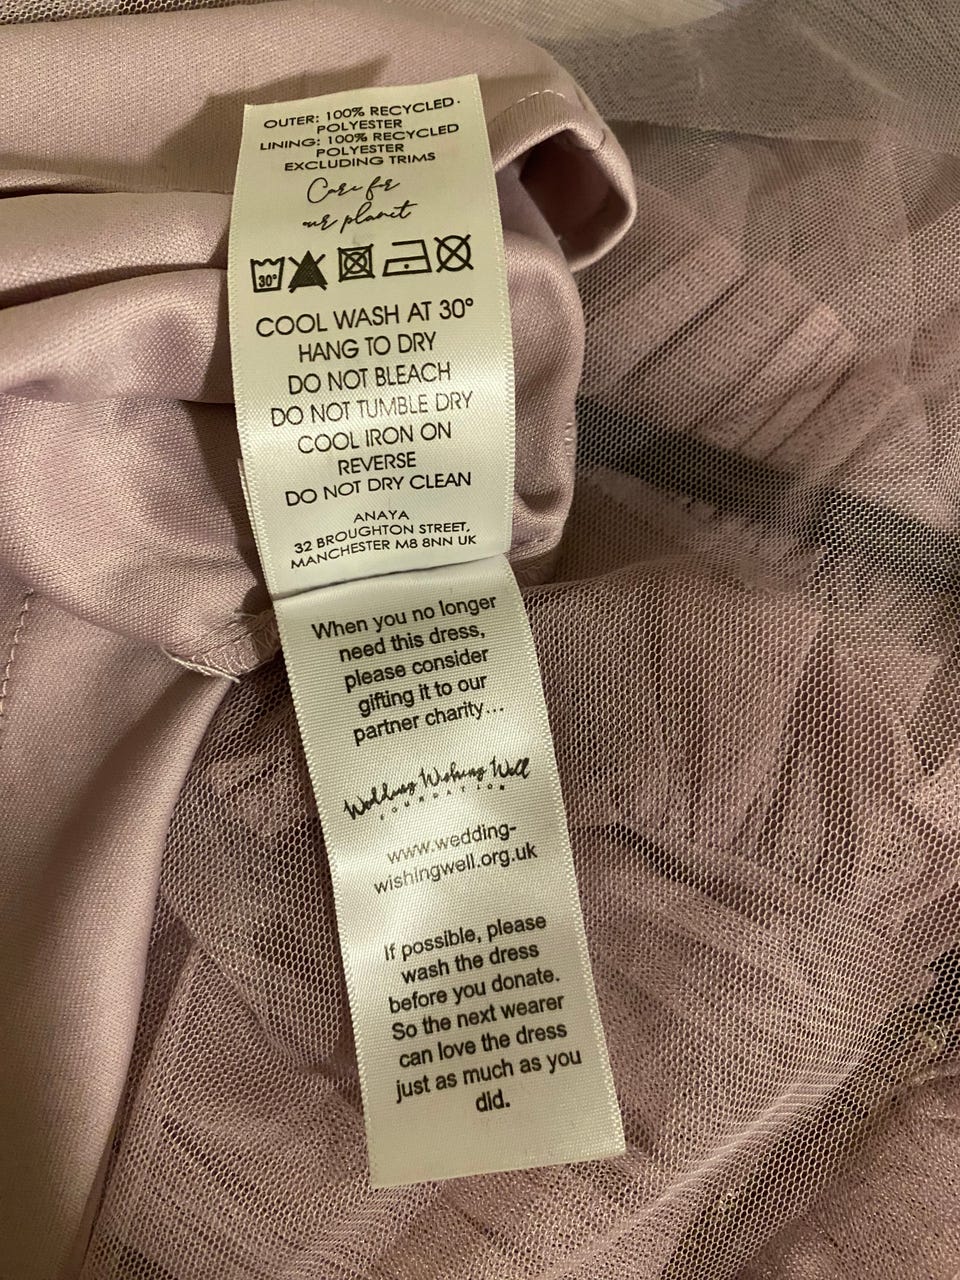 OUTER: 100% RECYCLED
POLYESTER
LINING: 100% RECYCLED
POLYESTER
EXCLUDING TRIMS
Care for
our planet
30°
COOL WASH AT 30°
HANG TO DRY
DO NOT BLEACH
DO NOT TUMBLE DRY
COOL IRON ON
REVERSE
DO NOT DRY CLEAN
ANAYA
32 BROUGHTON STREET,
MANCHESTER M8 8NN UK
When you no longer
need this dress,
please consider
gifting it to our
partner charity...
Wedding Wishing Well
FOUNDATION
www.wedding-
wishingwell.org.uk
If possible, please
wash the dress
before you donate.
So the next wearer
can love the dress
just as much as you
did.